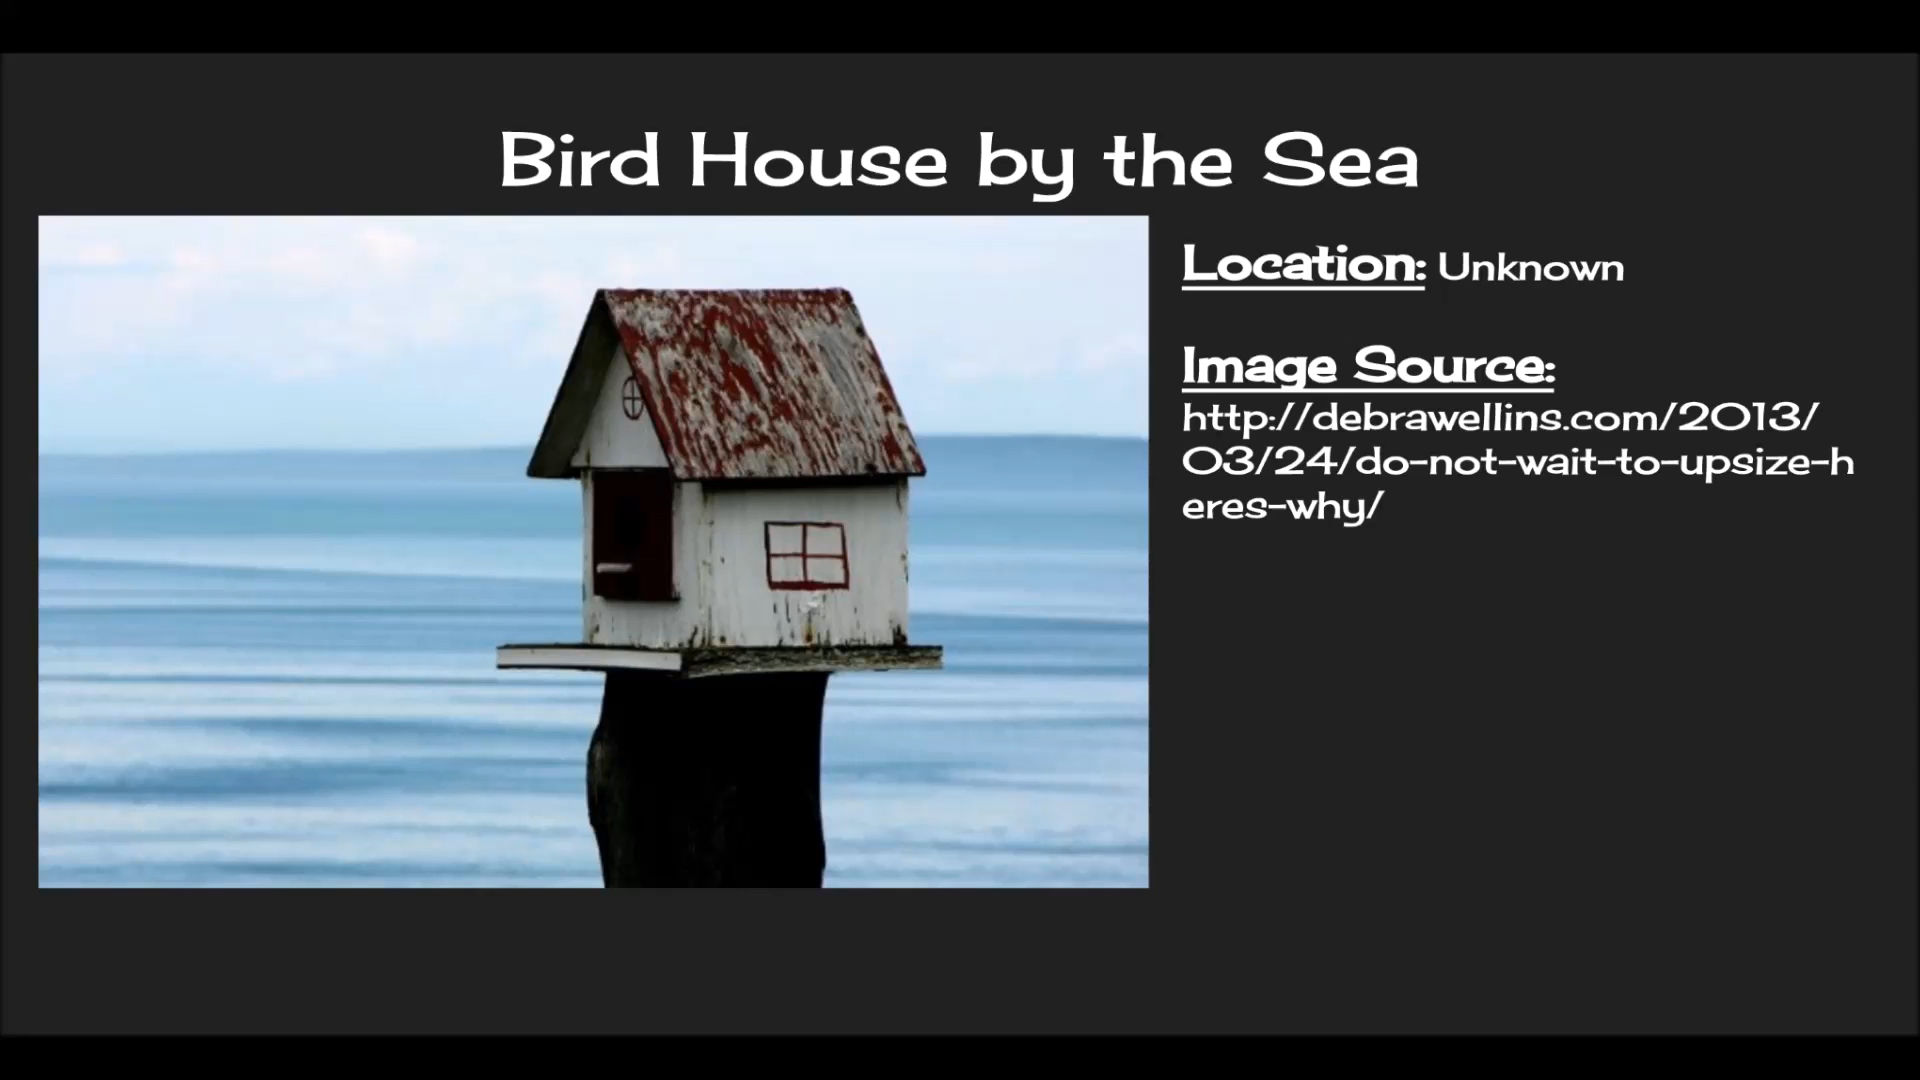 Bird House by the Sea
Location: Unknown
Image Source:
http://debrawellins.com/2013/
03/24/do-not-wait-to-upsize-h
eres-why/